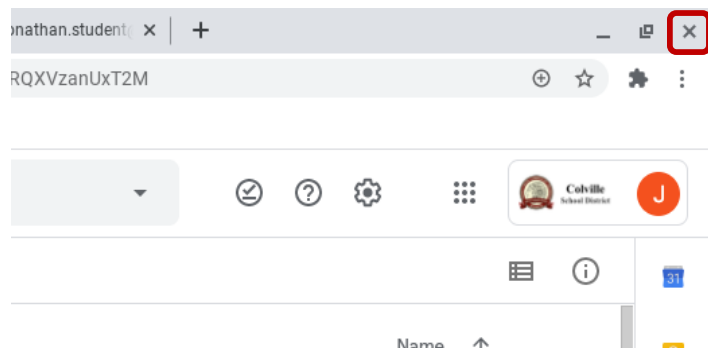 onathan.student
RQXVzanUxT2M
Colville
School District
J
31
Name